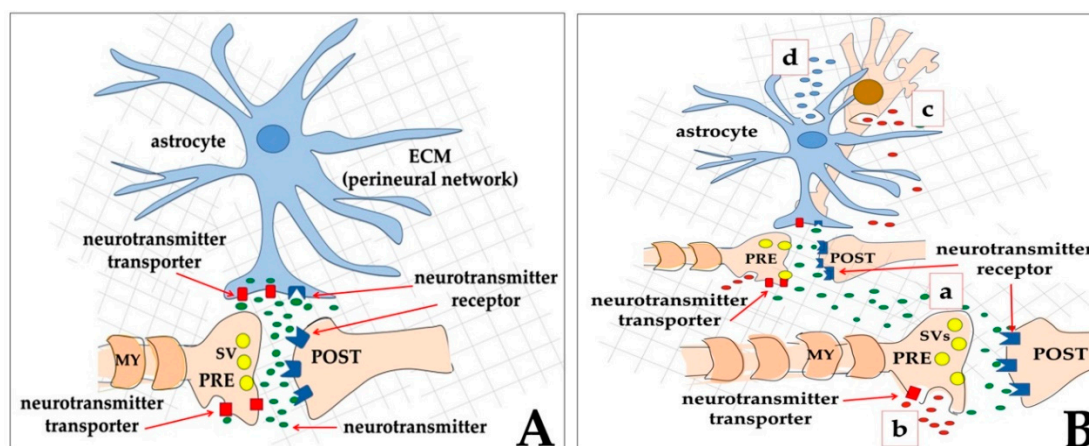 astrocyte
ECM
(perineural network)
neurotransmitter
transporter
neurotransmitter
receptor
MY
SV
PRE
POST
neurotransmitter
transporter
neurotransmitter
A
d
c
astrocyte
PRE
POST
neurotransmitter
receptor
neurotransmitter
transporter
a
MY
SVs
PRE
POST
neurotransmitter
transporter
b
B